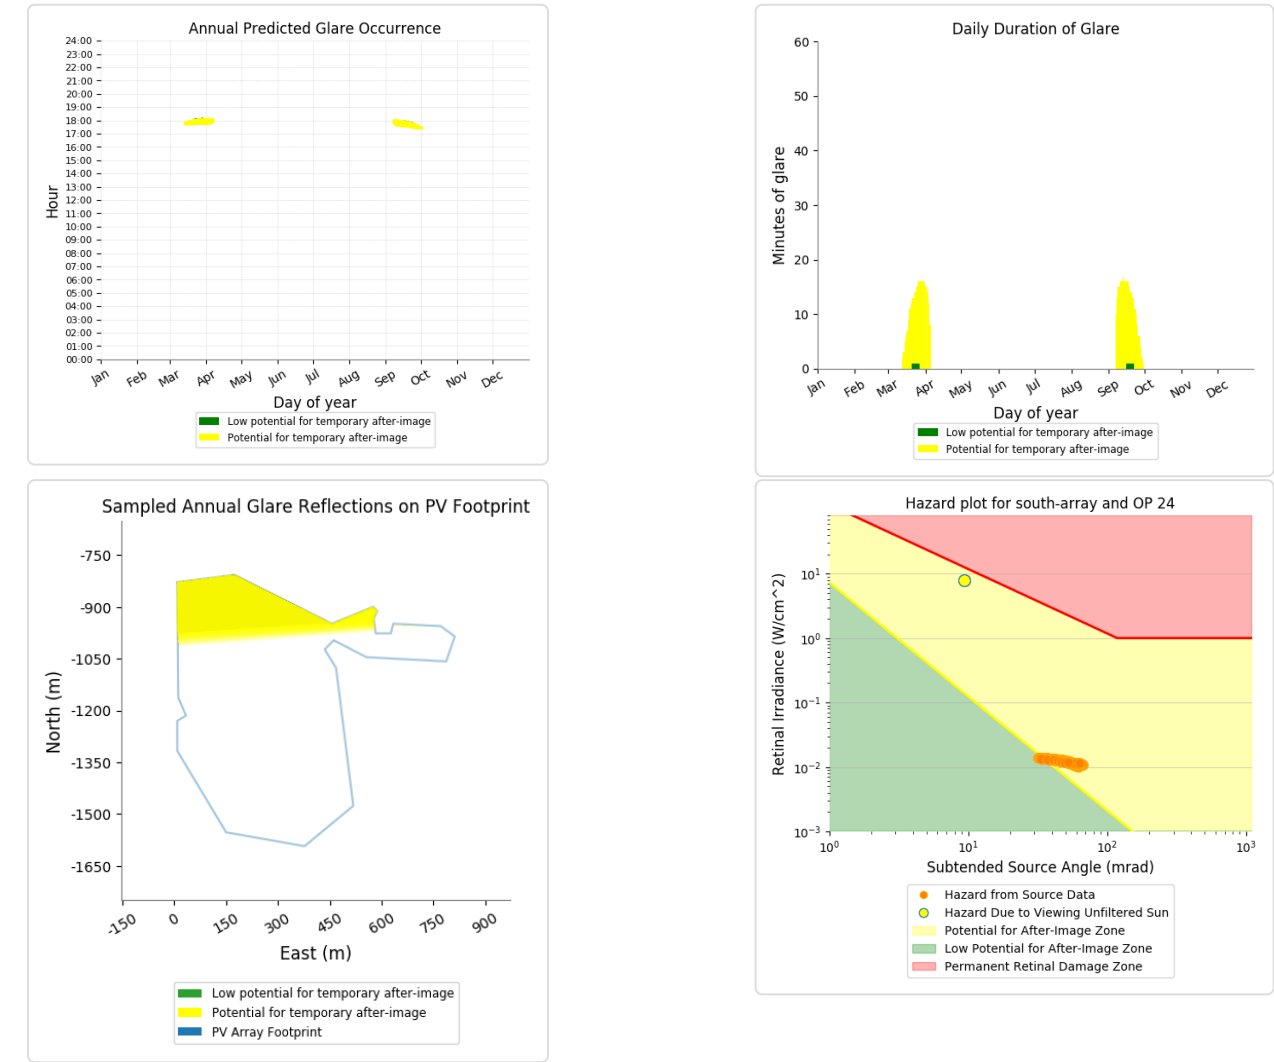 Annual Predicted Glare Occurrence
24:00
23:00
22:00
21:00
20:00
19:00
18:00
17:00
16:00
15:00
14:00
13:00
12:00
11:00
10:00
09:00
08:00
07:00
06:00
05:00
04:00
03:00
02:00
01:00
00:00
Hour
Jan Feb Mar Apr May Jun Jul Aug Sep Oct Nov Dec
Day of year
Low potential for temporary after-image
Potential for temporary after-image
Daily Duration of Glare
60
50
40
30
20
10
0
Minutes of glare
Jan Feb Mar Apr May Jun Jul Aug Sep Oct Nov Dec
Day of year
Low potential for temporary after-image
Potential for temporary after-image
Sampled Annual Glare Reflections on PV Footprint
-750
-900
-1050
-1200
-1350
-1500
-1650
North (m)
-150 0 150 300 450 600 750 900
East (m)
Low potential for temporary after-image
Potential for temporary after-image
PV Array Footprint
Hazard plot for south-array and OP 24
10¹
10⁰
10⁻¹
10⁻²
10⁻³
Retinal Irradiance (W/cm^2)
10⁰ 10¹ 10² 10³
Subtended Source Angle (mrad)
Hazard from Source Data
Hazard Due to Viewing Unfiltered Sun
Potential for After-Image Zone
Low Potential for After-Image Zone
Permanent Retinal Damage Zone